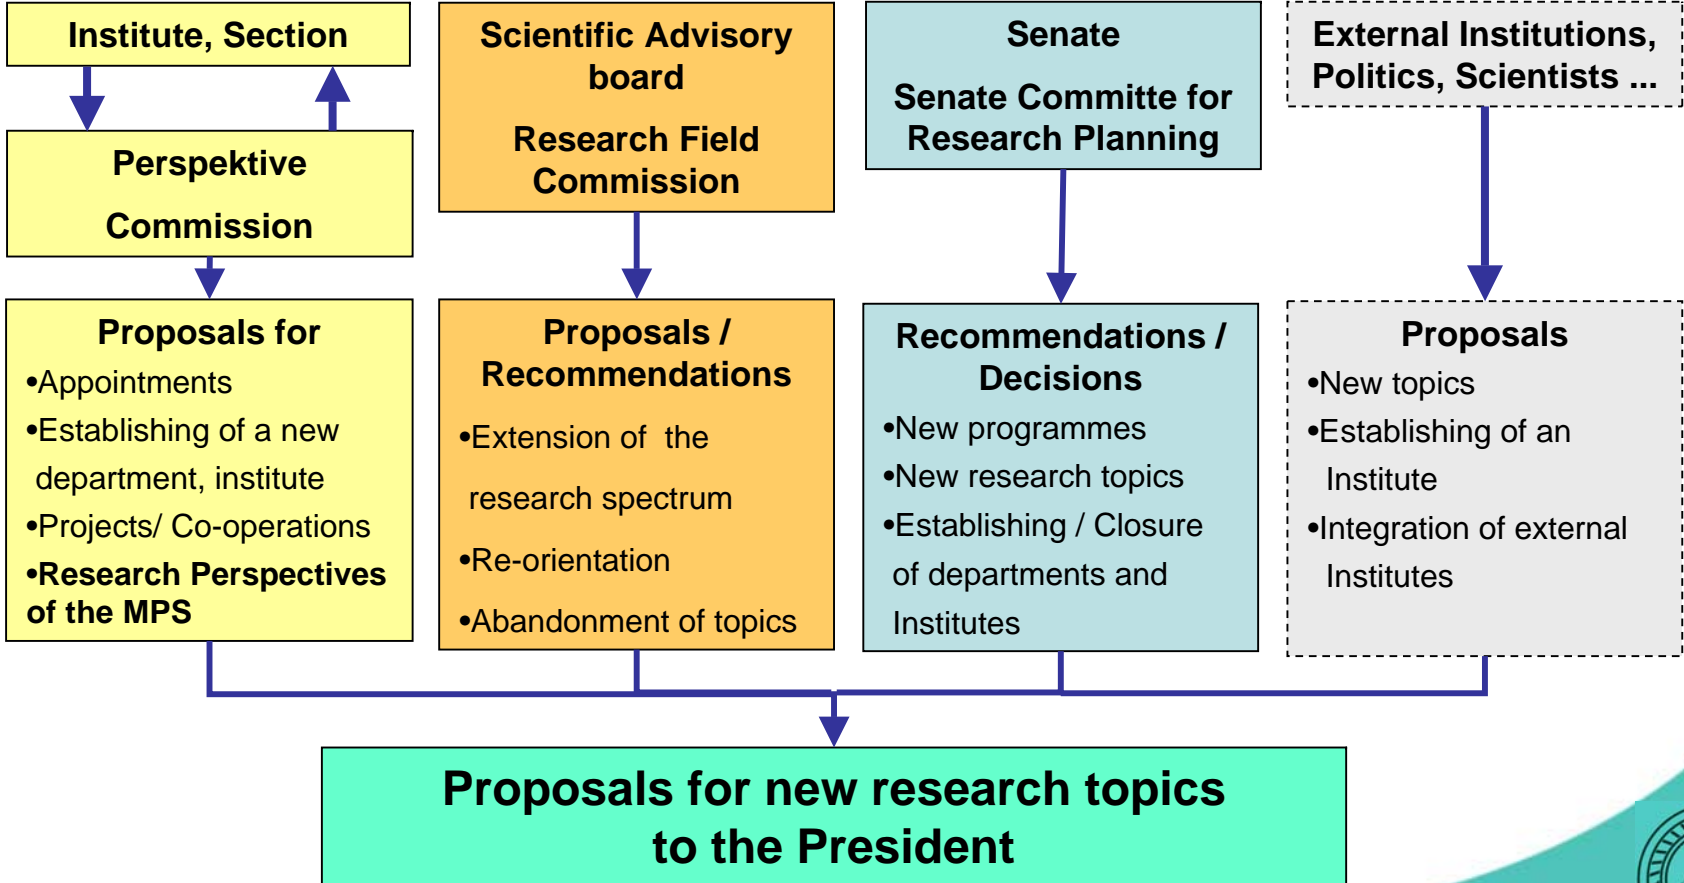 Institute, Section
Perspektive
Commission
Proposals for
•Appointments
•Establishing of a new
department, institute
•Projects/ Co-operations
•Research Perspectives
of the MPS
Scientific Advisory
board
Research Field
Commission
Proposals /
Recommendations
•Extension of  the
research spectrum
•Re-orientation
•Abandonment of topics
Senate
Senate Committe for
Research Planning
Recommendations /
Decisions
•New programmes
•New research topics
•Establishing / Closure
of departments and
Institutes
External Institutions,
Politics, Scientists ...
Proposals
•New topics
•Establishing of an
Institute
•Integration of external
Institutes
Proposals for new research topics
to the President